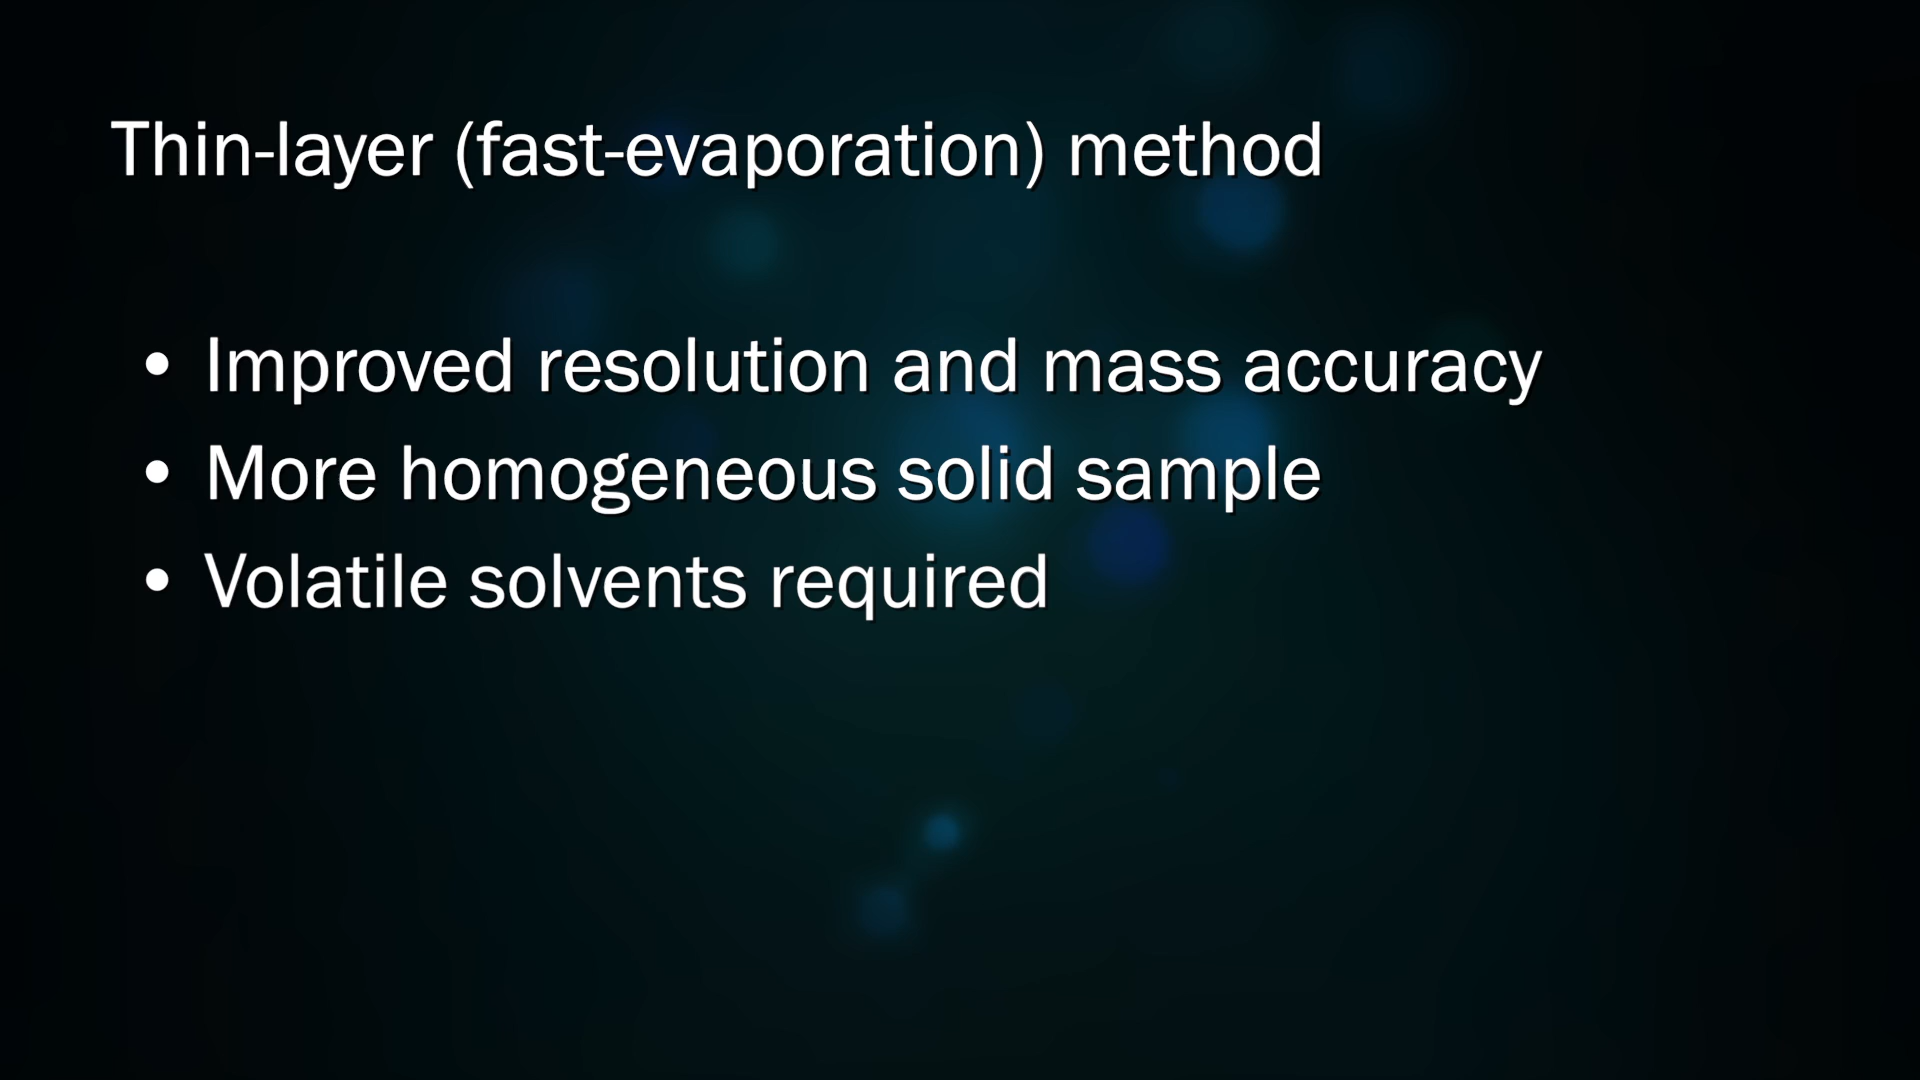 Thin-layer (fast-evaporation) method
• Improved resolution and mass accuracy
• More homogeneous solid sample
• Volatile solvents required